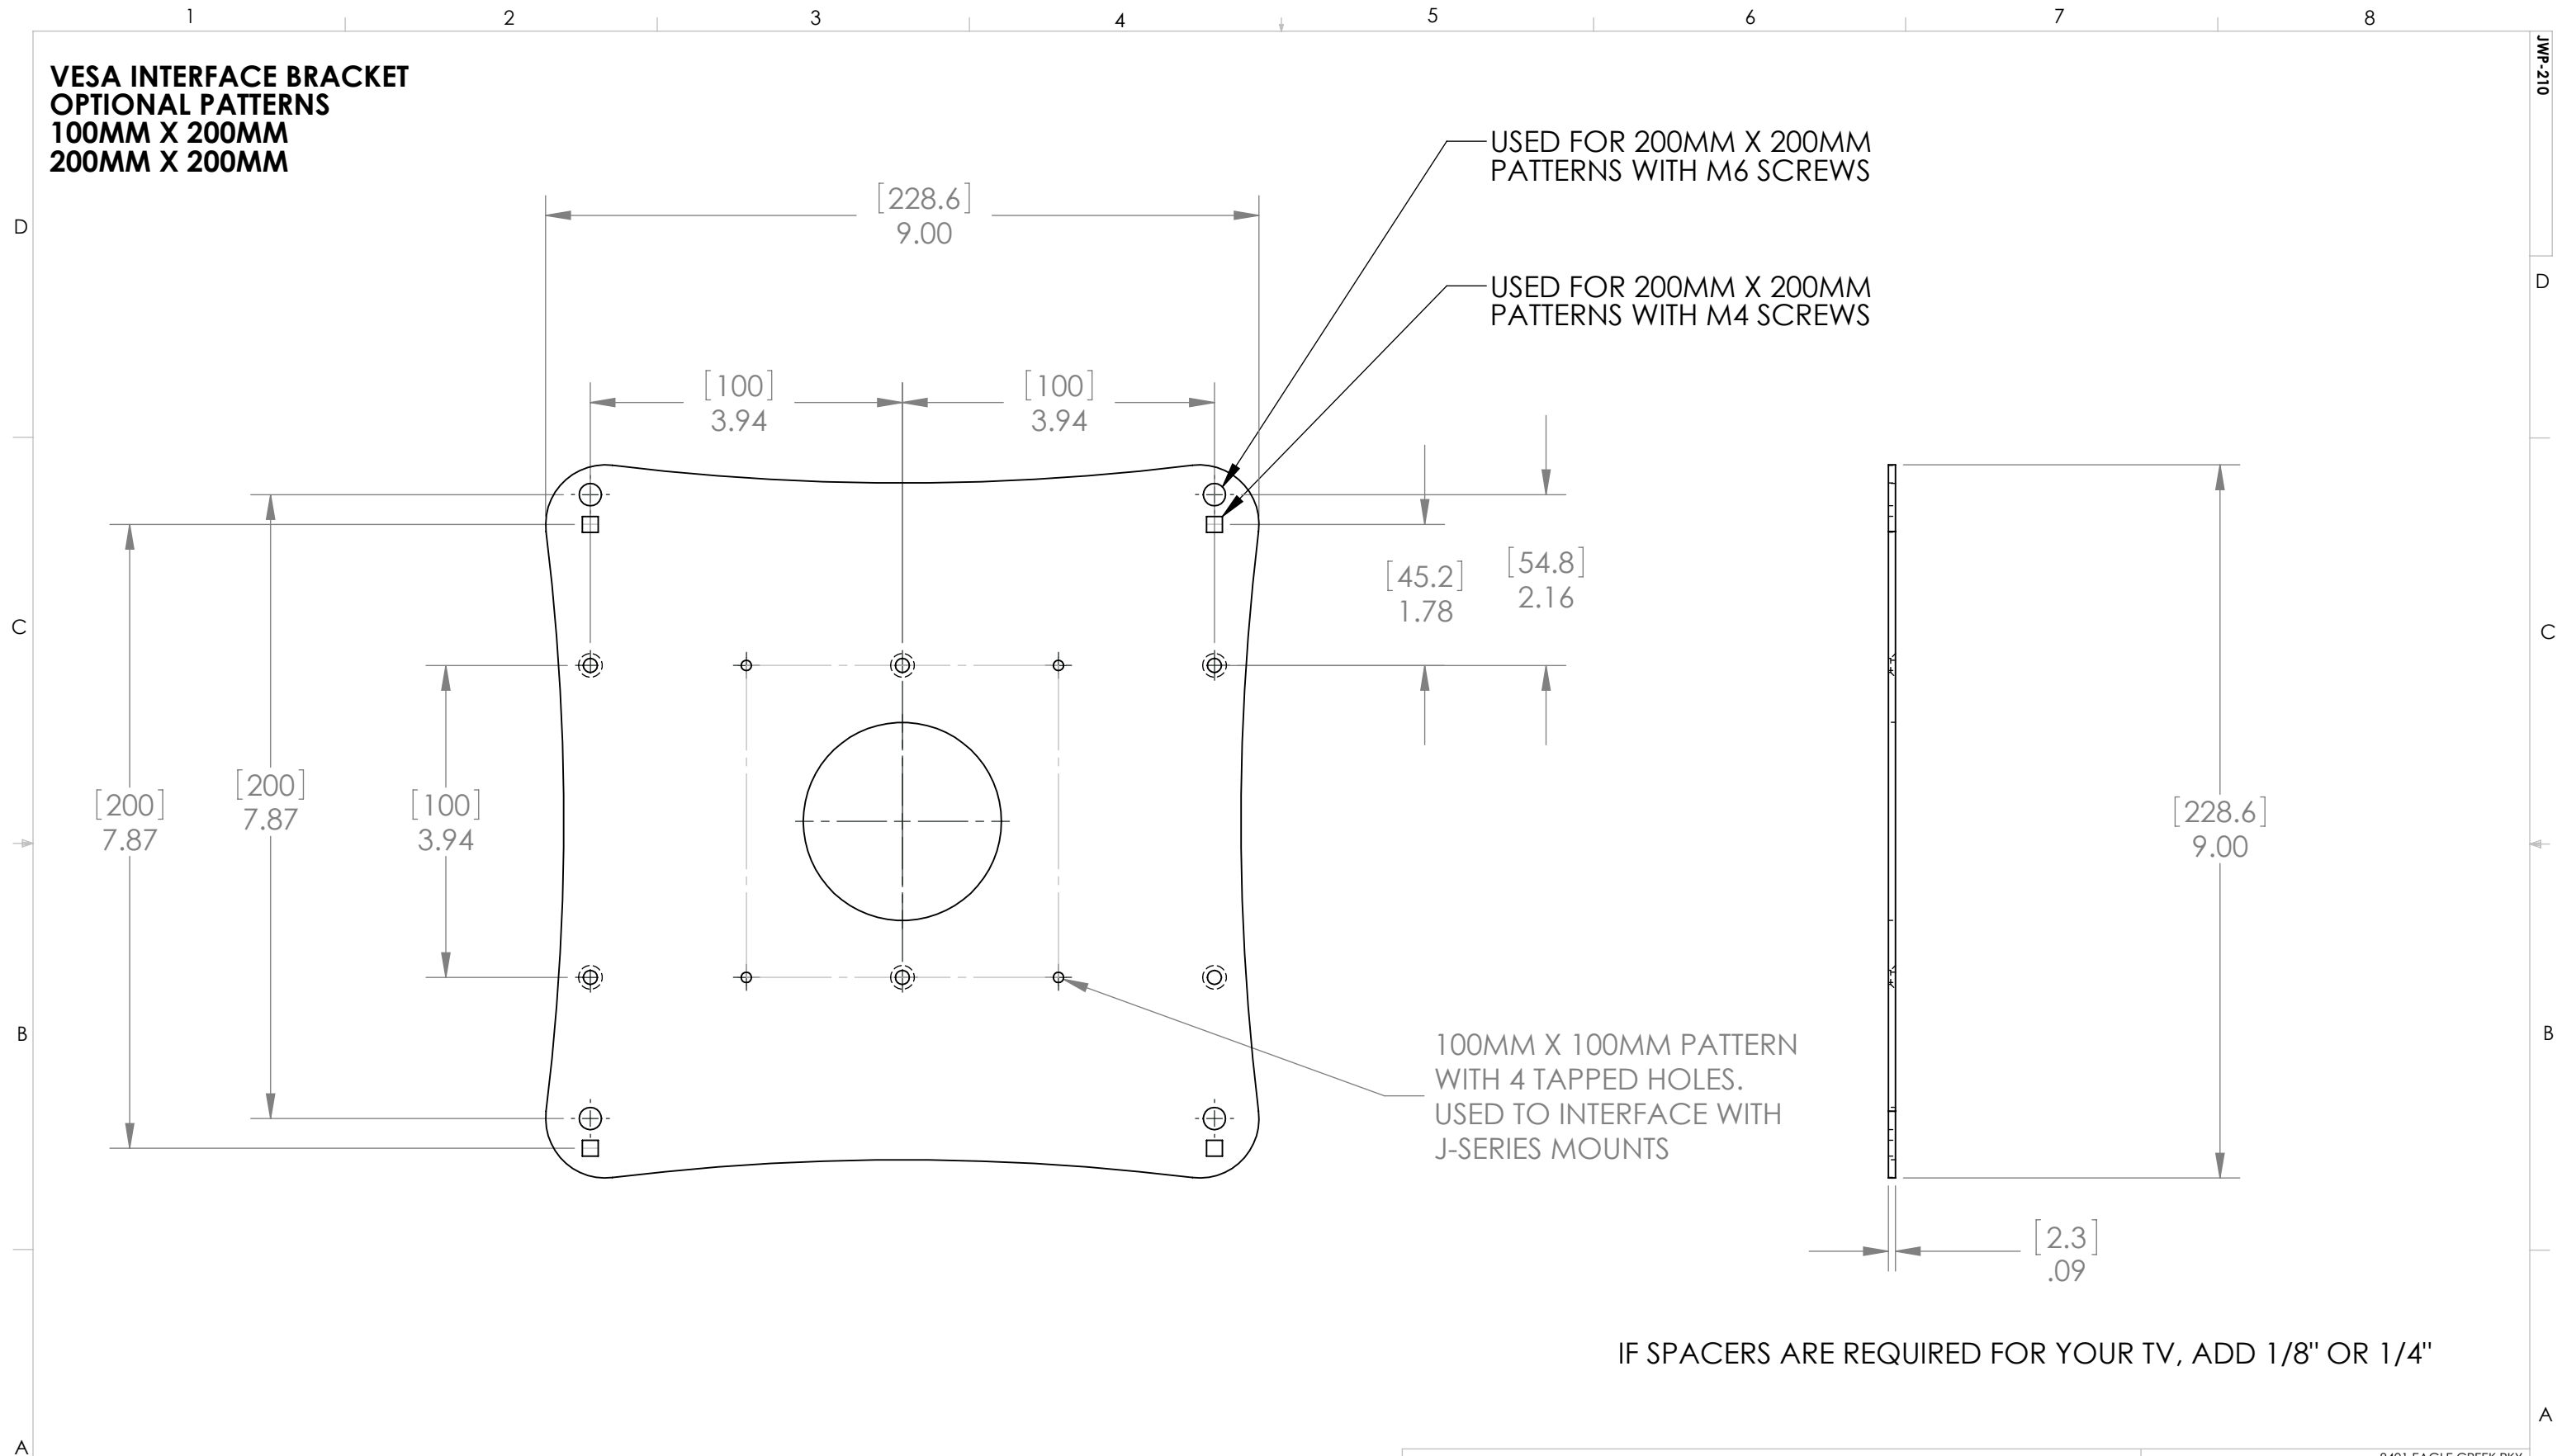 1 2 3 4 5 6 7 8
JWP-210
VESA INTERFACE BRACKET
OPTIONAL PATTERNS
100MM X 200MM
200MM X 200MM
USED FOR 200MM X 200MM
PATTERNS WITH M6 SCREWS
[228.6]
9.00
D
D
USED FOR 200MM X 200MM
PATTERNS WITH M4 SCREWS
[100]
3.94
[100]
3.94
[45.2]
1.78
[54.8]
2.16
C
C
[200]
7.87
[200]
7.87
[100]
3.94
[228.6]
9.00
B
B
100MM X 100MM PATTERN
WITH 4 TAPPED HOLES.
USED TO INTERFACE WITH
J-SERIES MOUNTS
[2.3]
.09
IF SPACERS ARE REQUIRED FOR YOUR TV, ADD 1/8" OR 1/4"
A
A